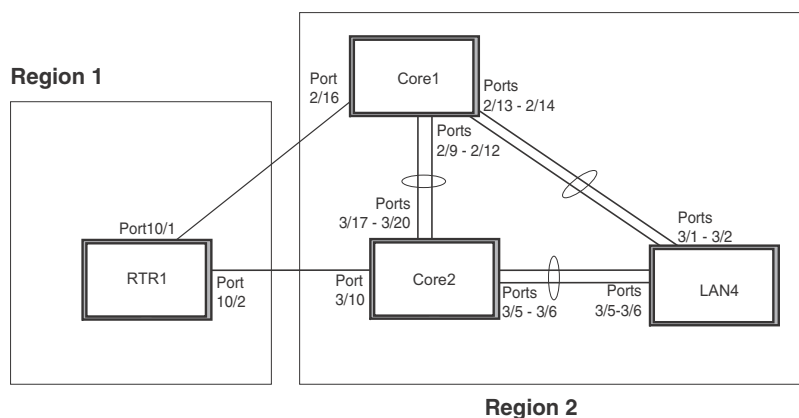 Region 1
Port
2/16
Core1
Ports
2/13 - 2/14
Ports
2/9 - 2/12
Ports
3/17 - 3/20
Ports
3/1 - 3/2
Port10/1
RTR1
Port
10/2
Port
3/10
Core2
Ports
3/5 - 3/6
Ports
3/5-3/6
LAN4
Region 2